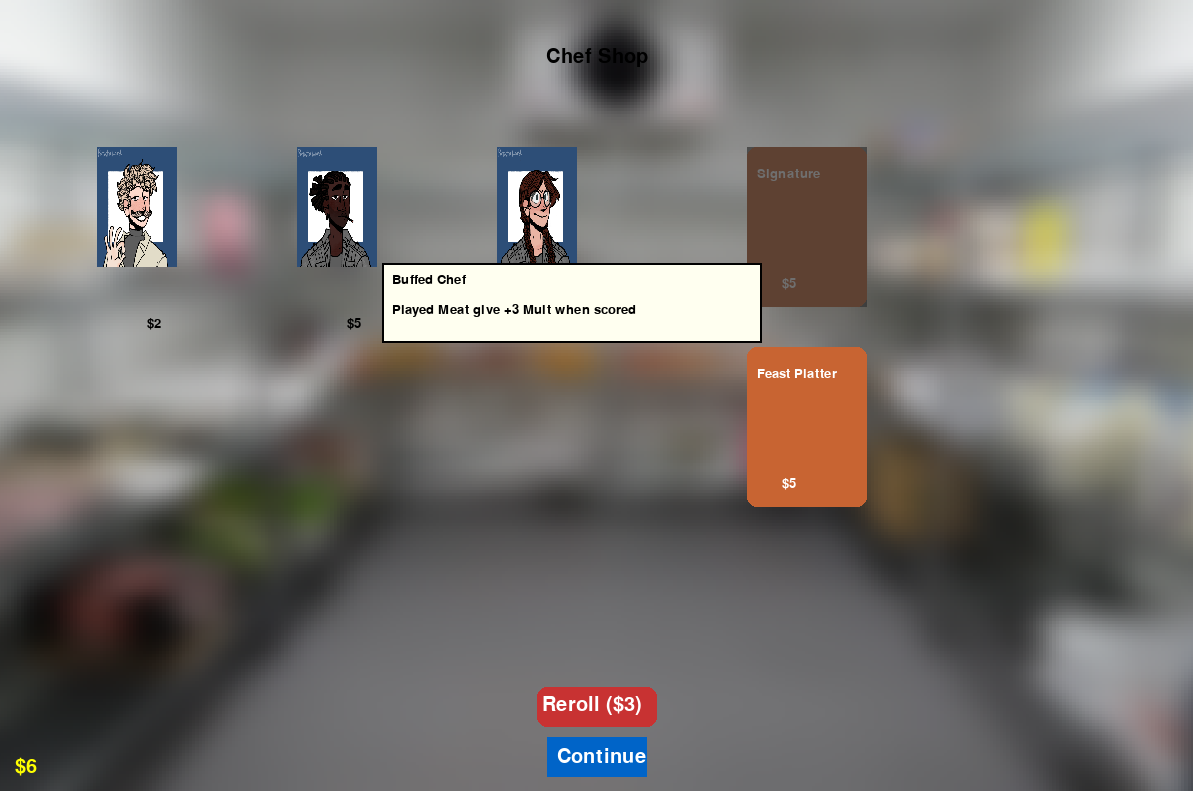 Chef Shop
Signature
$5
Buffed Chef
Played Meat give +3 Mult when scored
$2
$5
Feast Platter
$5
Reroll ($3)
Continue
$6